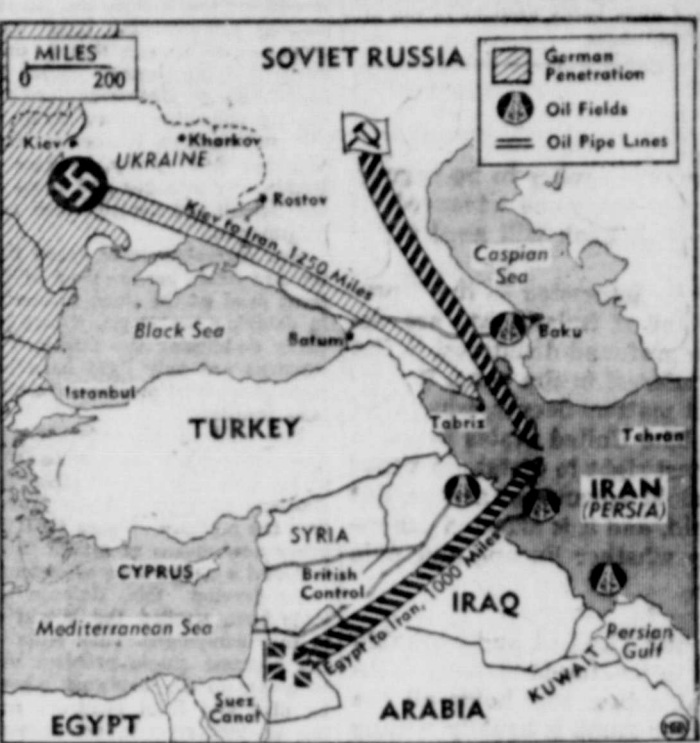 MILES
0 200
SOVIET RUSSIA
German
Penetration
Oil Fields
Oil Pipe Lines
Kiev
Kharkov
UKRAINE
Rostov
Kiev to Iran, 1250 Miles
Caspian
Sea
Black Sea
Batum
Baku
Istanbul
TURKEY
Tabriz
Tehran
IRAN
(PERSIA)
SYRIA
CYPRUS
British
Control
Egypt to Iran, 1000 Miles
IRAQ
Mediterranean Sea
Persian
Gulf
KUWAIT
Suez
Canal
ARABIA
EGYPT